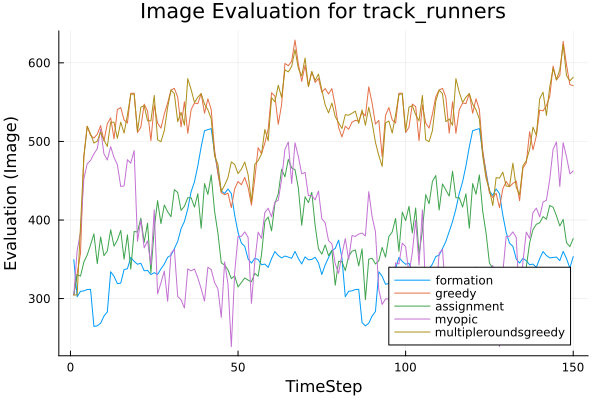 Image Evaluation for track_runners
Evaluation (Image)
600
500
400
300
0
50
100
150
TimeStep
formation
greedy
assignment
myopic
multipleroundsgreedy